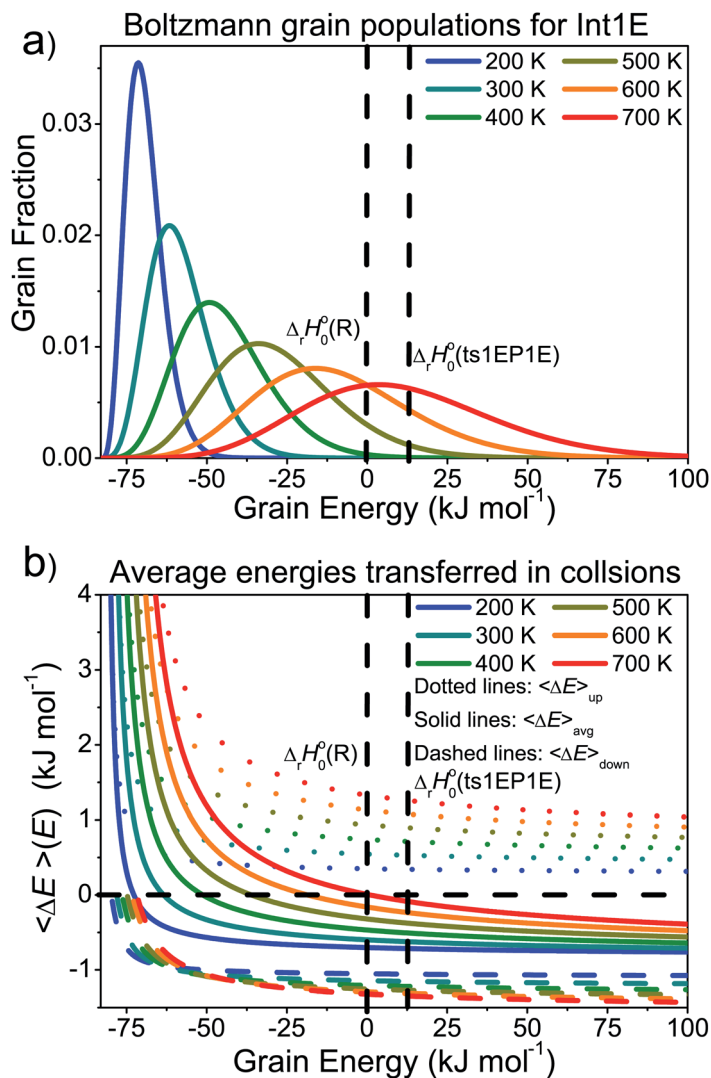 a) Boltzmann grain populations for Int1E
200 K 500 K
300 K 600 K
400 K 700 K
0.03
0.02
0.01
0.00
Grain Fraction
ΔrH°0(R)
ΔrH°0(ts1EP1E)
-75 -50 -25 0 25 50 75 100
Grain Energy (kJ mol⁻¹)
b) Average energies transferred in collsions
200 K 500 K
300 K 600 K
400 K 700 K
Dotted lines: <ΔE>up
Solid lines: <ΔE>avg
Dashed lines: <ΔE>down
ΔrH°0(R)
ΔrH°0(ts1EP1E)
4
3
2
1
0
-1
<ΔE>(E) (kJ mol⁻¹)
-75 -50 -25 0 25 50 75 100
Grain Energy (kJ mol⁻¹)